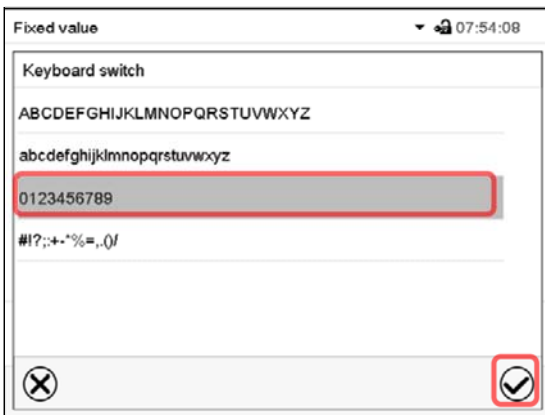 Fixed value 07:54:08
Keyboard switch
ABCDEFGHIJKLMNOPQRSTUVWXYZ
abcdefghijklmnopqrstuvwxyz
0123456789
#!?;:+-*%=,.()/